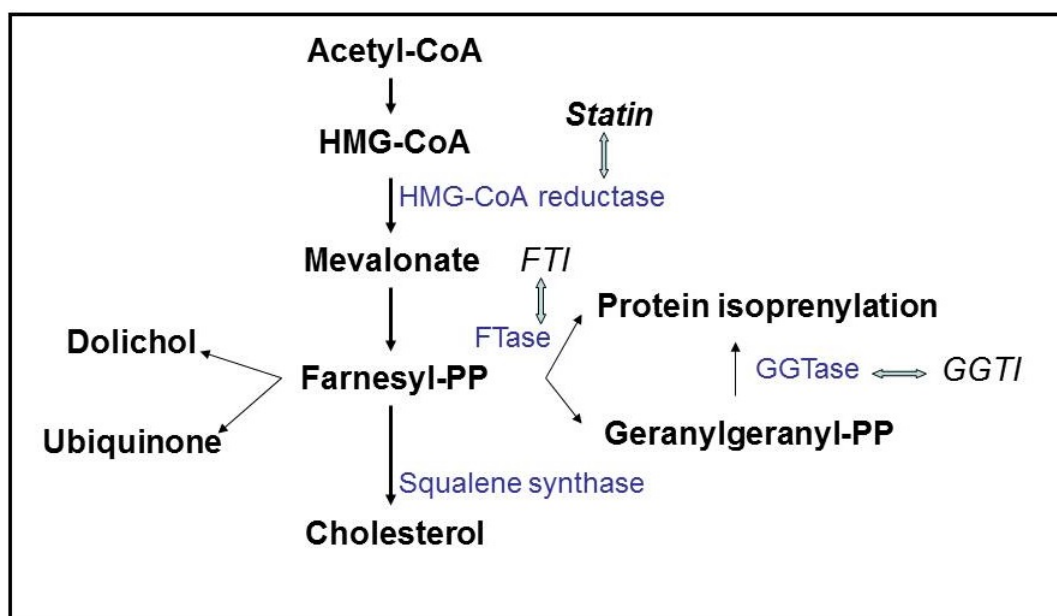 Acetyl-CoA
Statin
HMG-CoA
HMG-CoA reductase
Mevalonate
FTI
Protein isoprenylation
Dolichol
FTase
Farnesyl-PP
GGTase
GGTI
Ubiquinone
Geranylgeranyl-PP
Squalene synthase
Cholesterol